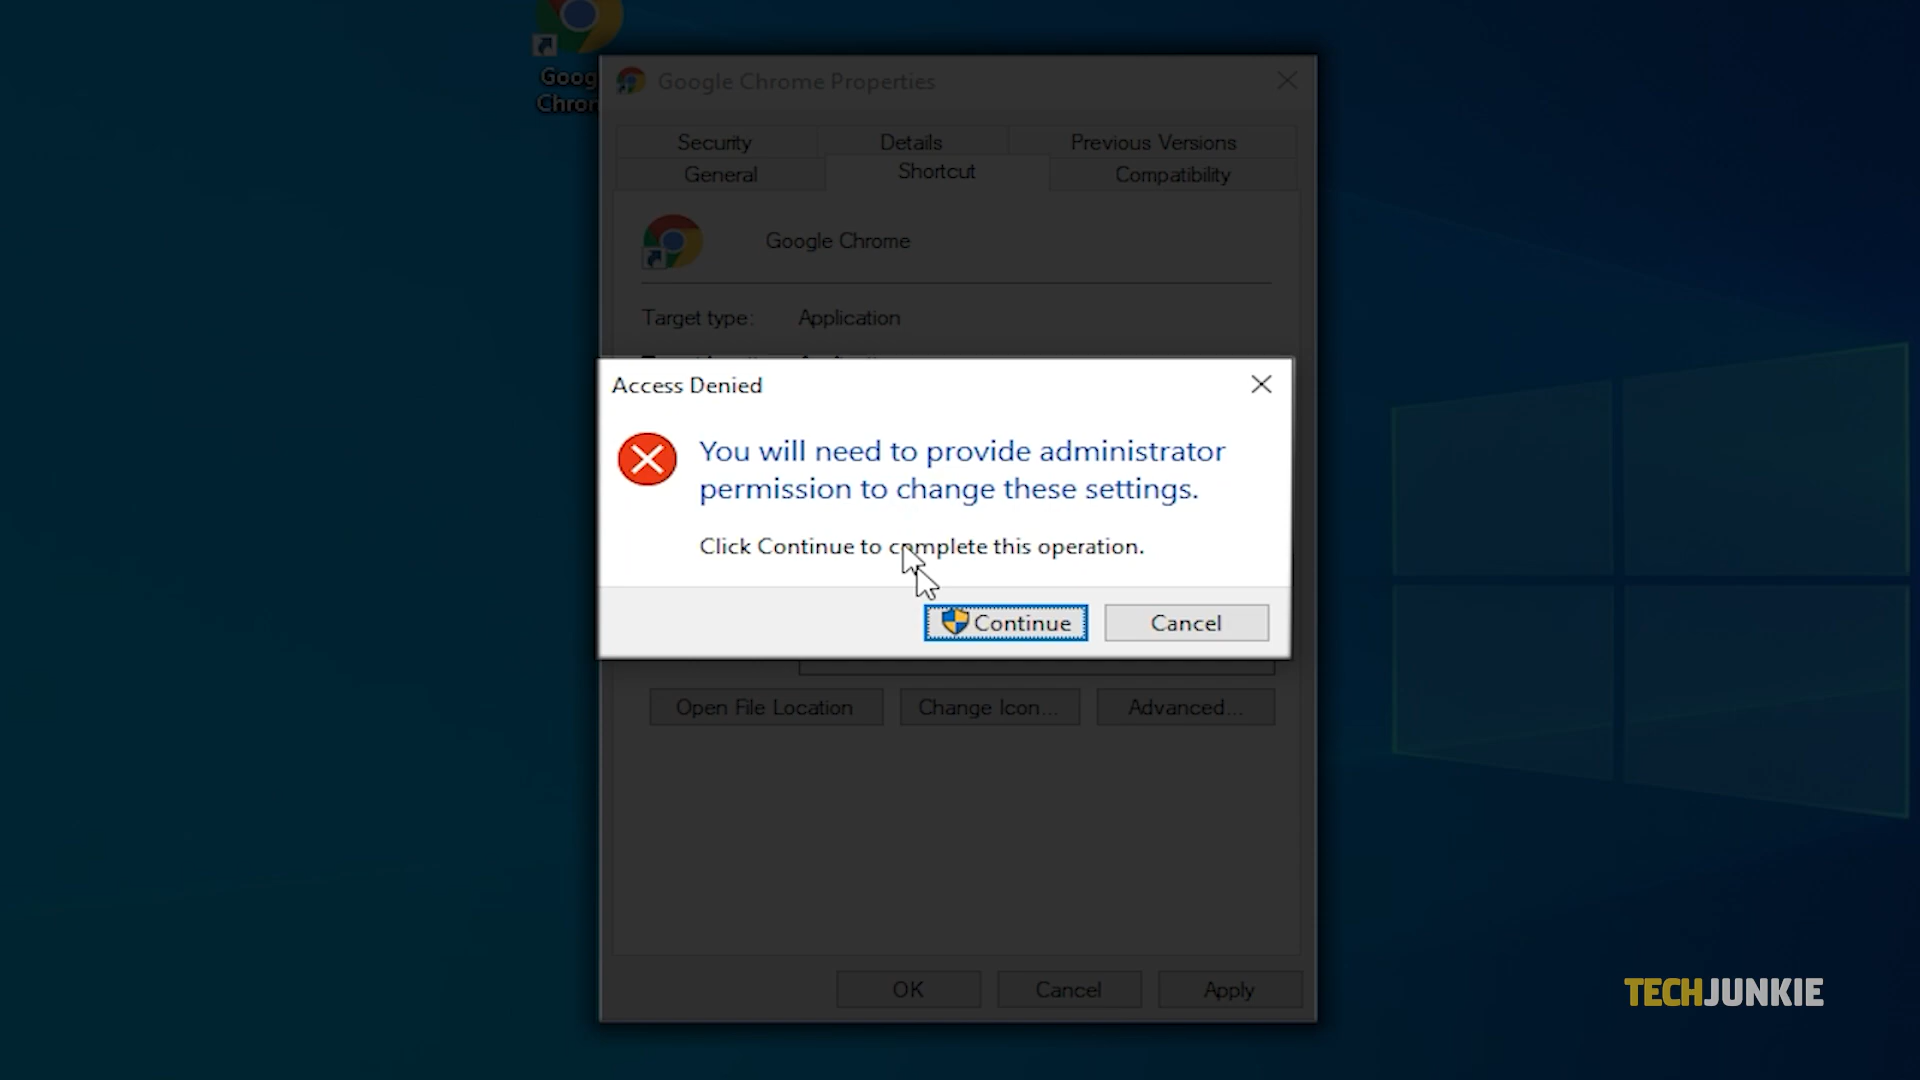 Goog
Chron
Google Chrome Properties
Security
Details
Previous Versions
General
Shortcut
Compatibility
Google Chrome
Target type:
Application
Access Denied
You will need to provide administrator
permission to change these settings.
Click Continue to complete this operation.
Continue
Cancel
Open File Location
Change Icon...
Advanced...
OK
Cancel
Apply
TECHJUNKIE